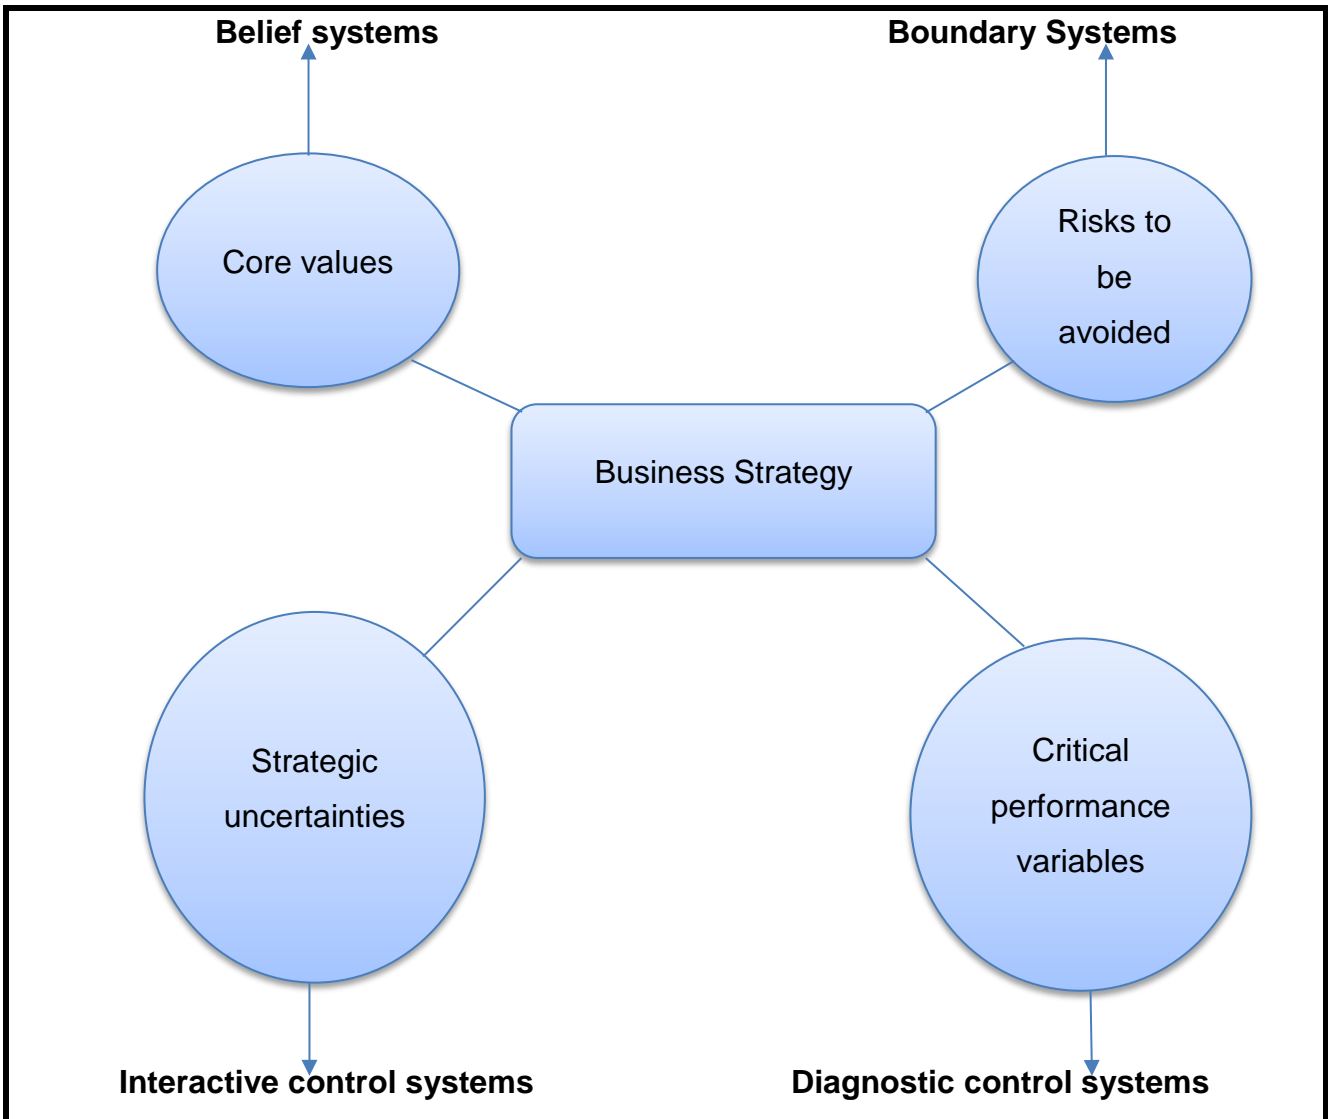 Belief systems
Boundary Systems
Core values
Risks to
be
avoided
Business Strategy
Strategic
uncertainties
Critical
performance
variables
Interactive control systems
Diagnostic control systems